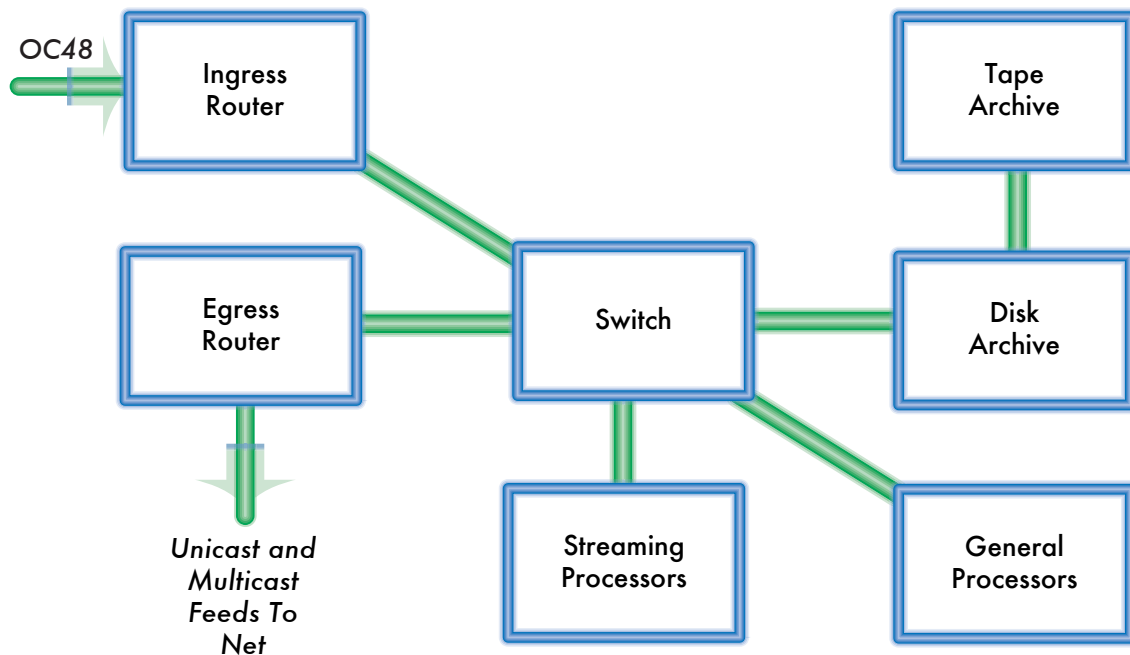 OC48
Ingress
Router
Tape
Archive
Egress
Router
Switch
Disk
Archive
Unicast and
Multicast
Feeds To
Net
Streaming
Processors
General
Processors